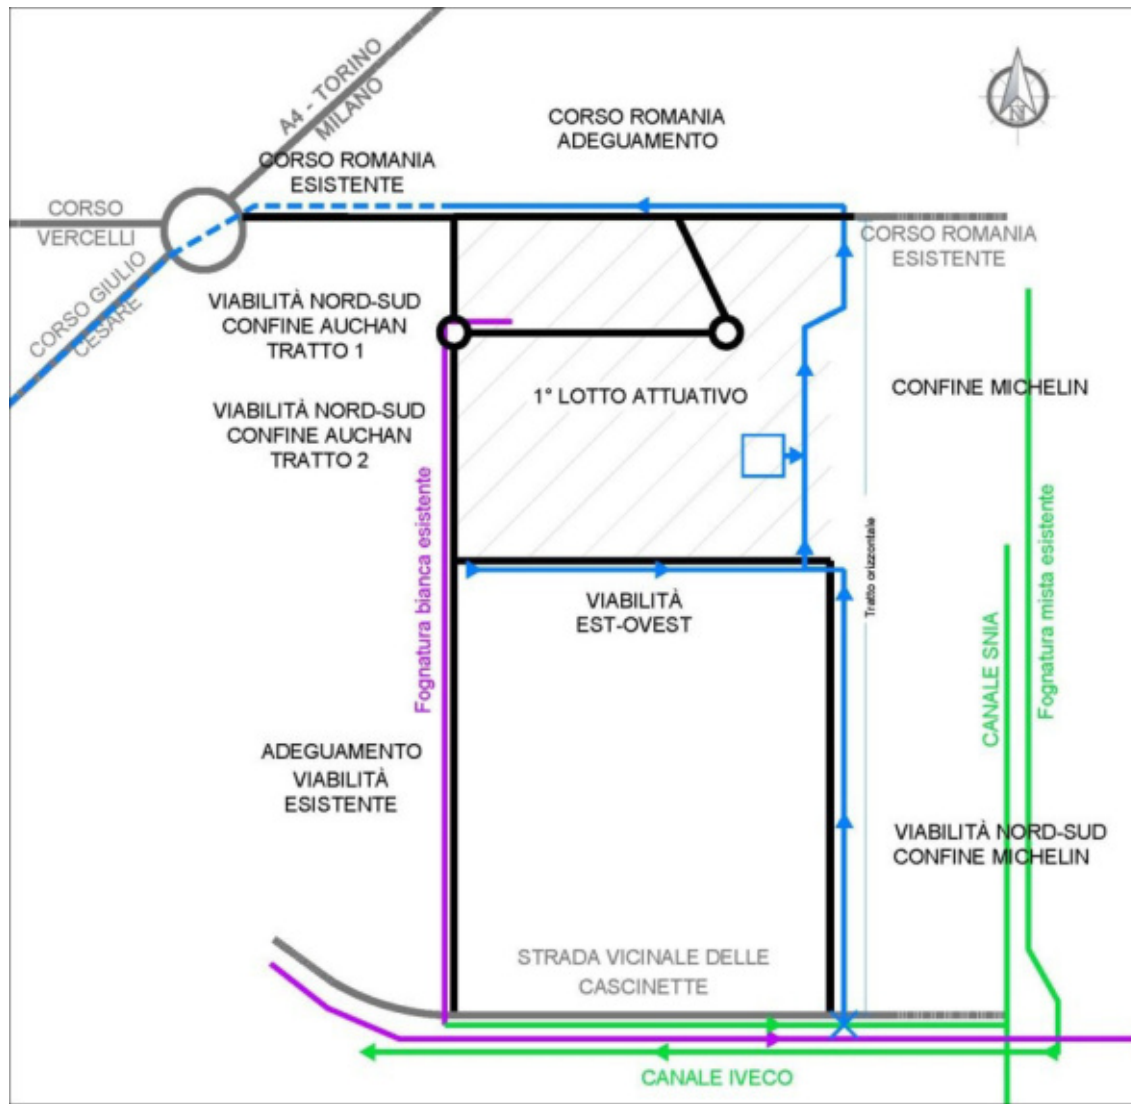 A4 - TORINO
MILANO
N
CORSO ROMANIA
ADEGUAMENTO
CORSO ROMANIA
ESISTENTE
CORSO
VERCELLI
CORSO ROMANIA
ESISTENTE
CORSO GIULIO
CESARE
VIABILITÀ NORD-SUD
CONFINE AUCHAN
TRATTO 1
CONFINE MICHELIN
1° LOTTO ATTUATIVO
VIABILITÀ NORD-SUD
CONFINE AUCHAN
TRATTO 2
Fognatura bianca esistente
Tratto orizzontale
Fognatura mista esistente
VIABILITÀ
EST-OVEST
CANALE SNIA
ADEGUAMENTO
VIABILITÀ
ESISTENTE
VIABILITÀ NORD-SUD
CONFINE MICHELIN
STRADA VICINALE DELLE
CASCINETTE
CANALE IVECO